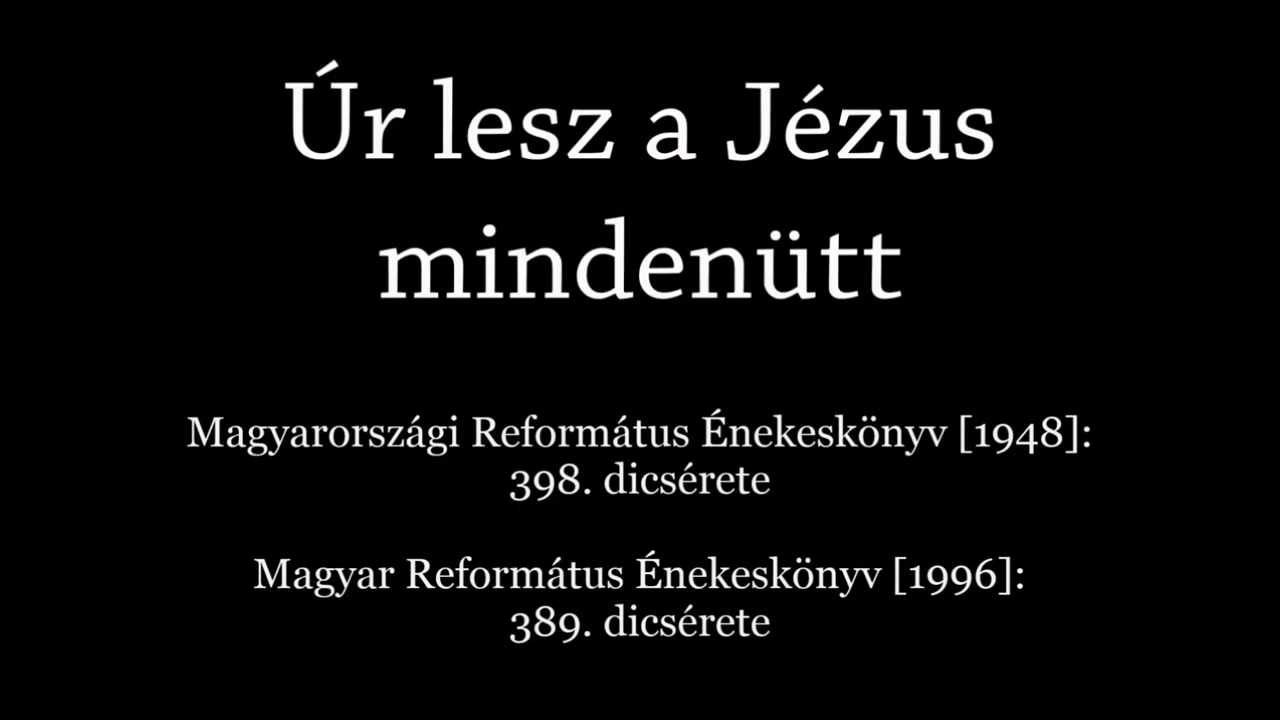 Úr lesz a Jézus
mindenütt
Magyarországi Református Énekeskönyv [1948]:
398. dicsérete
Magyar Református Énekeskönyv [1996]:
389. dicsérete